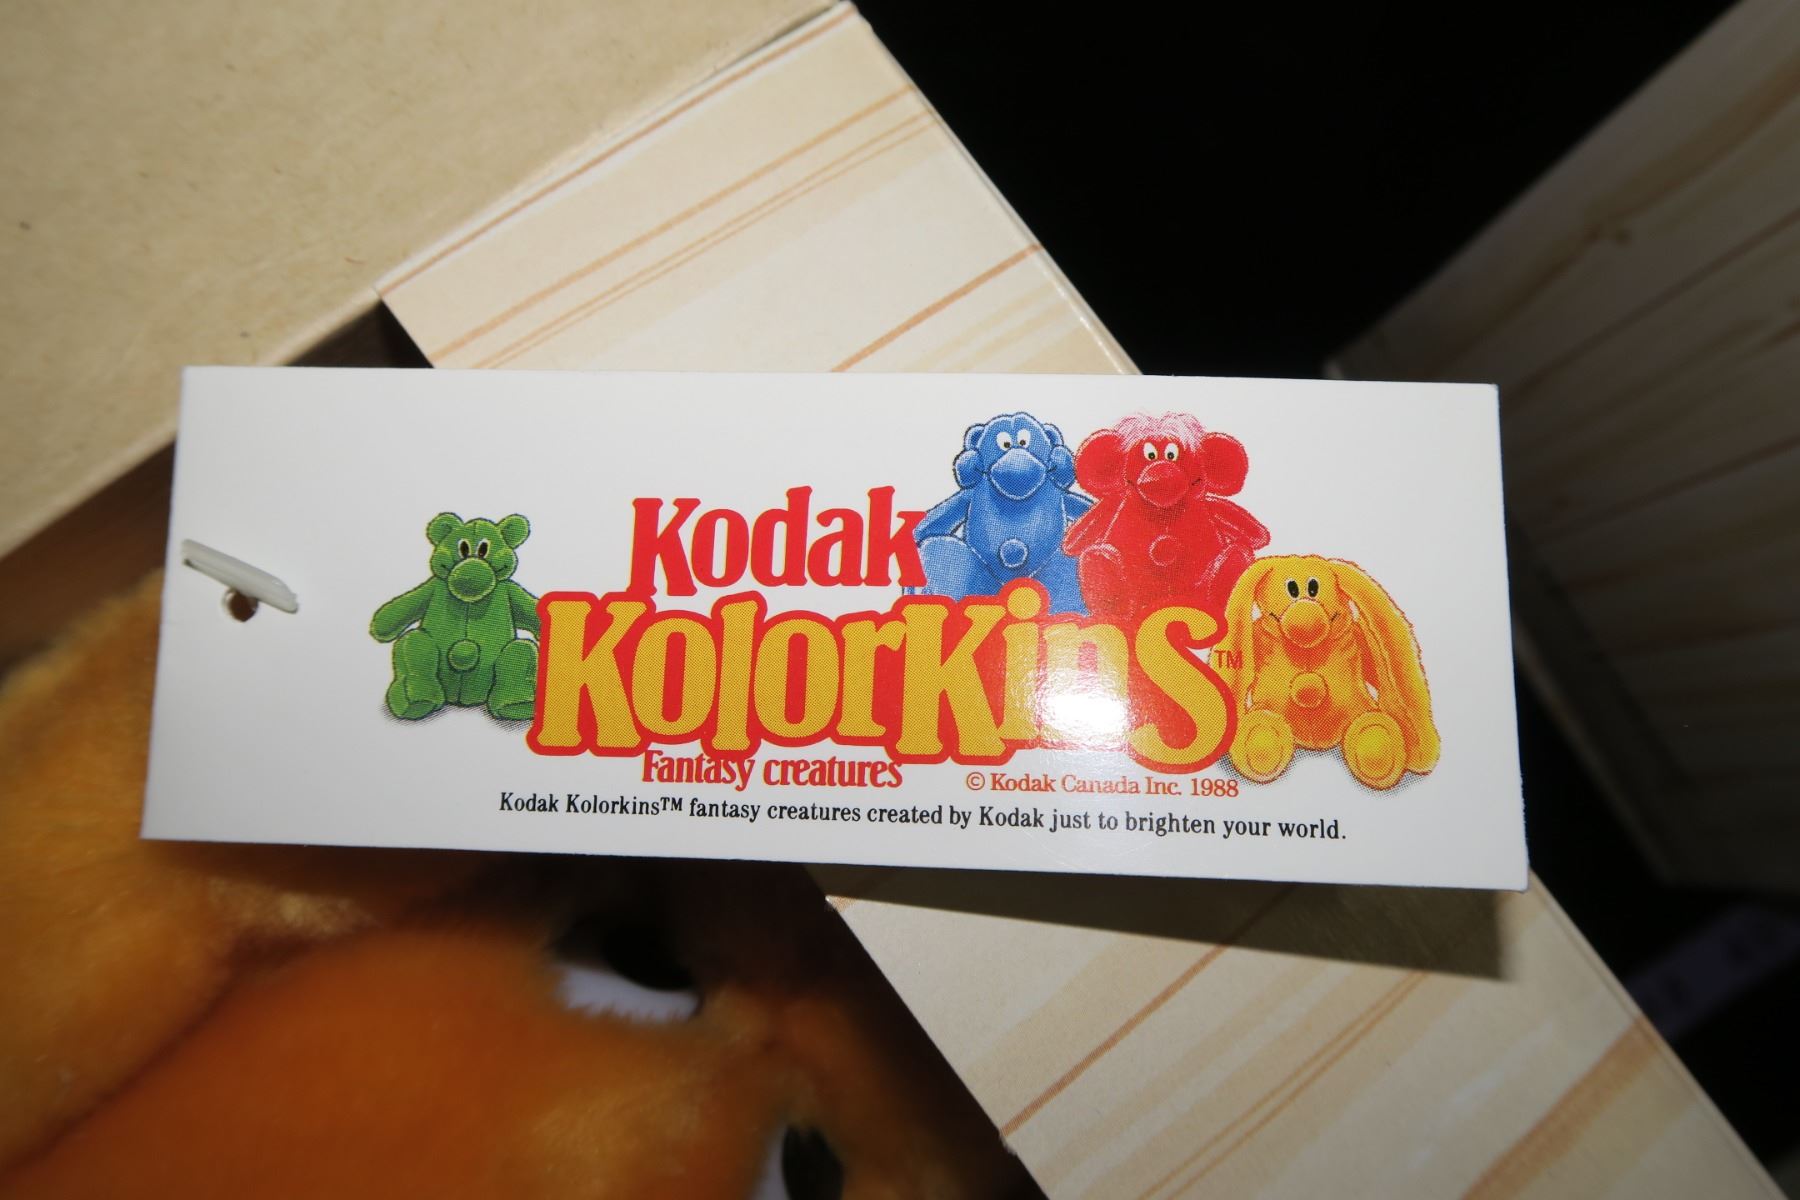 Kodak
Kolorkins™
Fantasy creatures
© Kodak Canada Inc. 1988
Kodak Kolorkins™ fantasy creatures created by Kodak just to brighten your world.